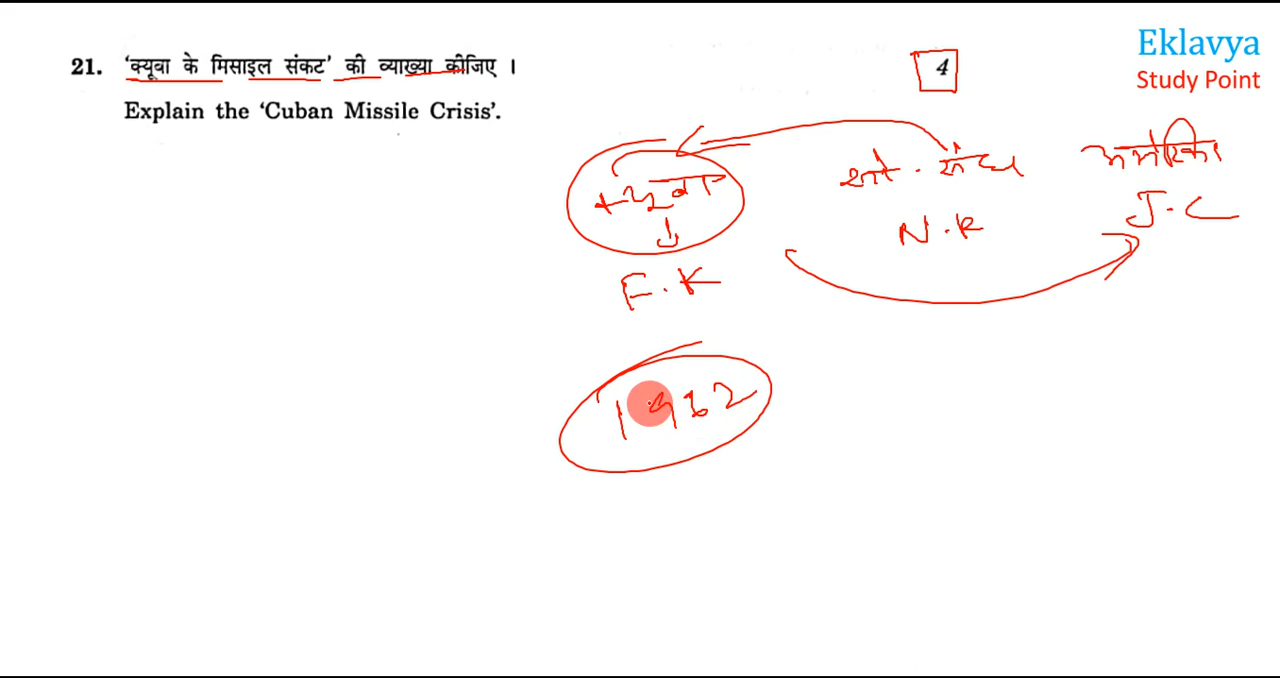 Eklavya
Study Point
21. 'क्यूबा के मिसाइल संकट' की व्याख्या कीजिए । 4
Explain the 'Cuban Missile Crisis'.
क्युबा सो. संघ अमेरिका
F.K N.K J.C
1962